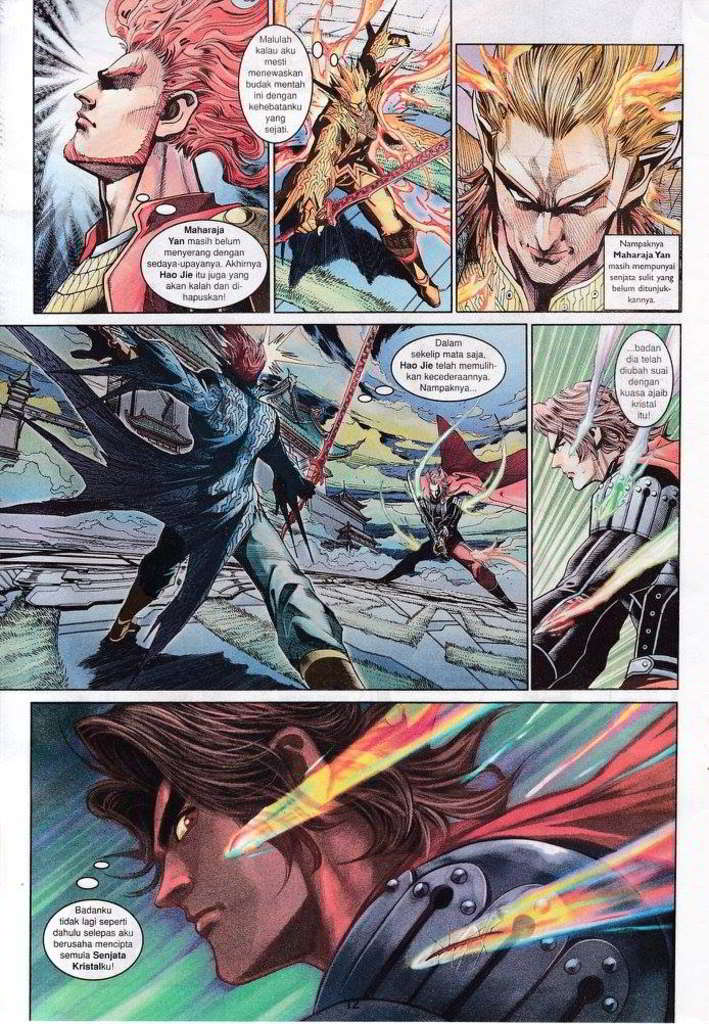 Malulah
kalau aku
mesti
menewaskan
budak mentah
ini dengan
kehebatanku
yang
sejati.
Maharaja
Yan masih belum
menyerang dengan
sedaya-upayanya. Akhirnya
Hao Jie itu juga yang
akan kalah dan di-
hapuskan!
Nampaknya
Maharaja Yan
masih mempunyai
senjata sulit yang
belum ditunjuk-
kannya.
Dalam
sekelip mata saja,
Hao Jie telah memulih-
kan kecederaannya.
Nampaknya...
...badan
dia telah
diubah suai
dengan
kuasa ajaib
kristal
itu!
Badanku
tidak lagi seperti
dahulu selepas aku
berusaha mencipta
semula Senjata
Kristalku!
12